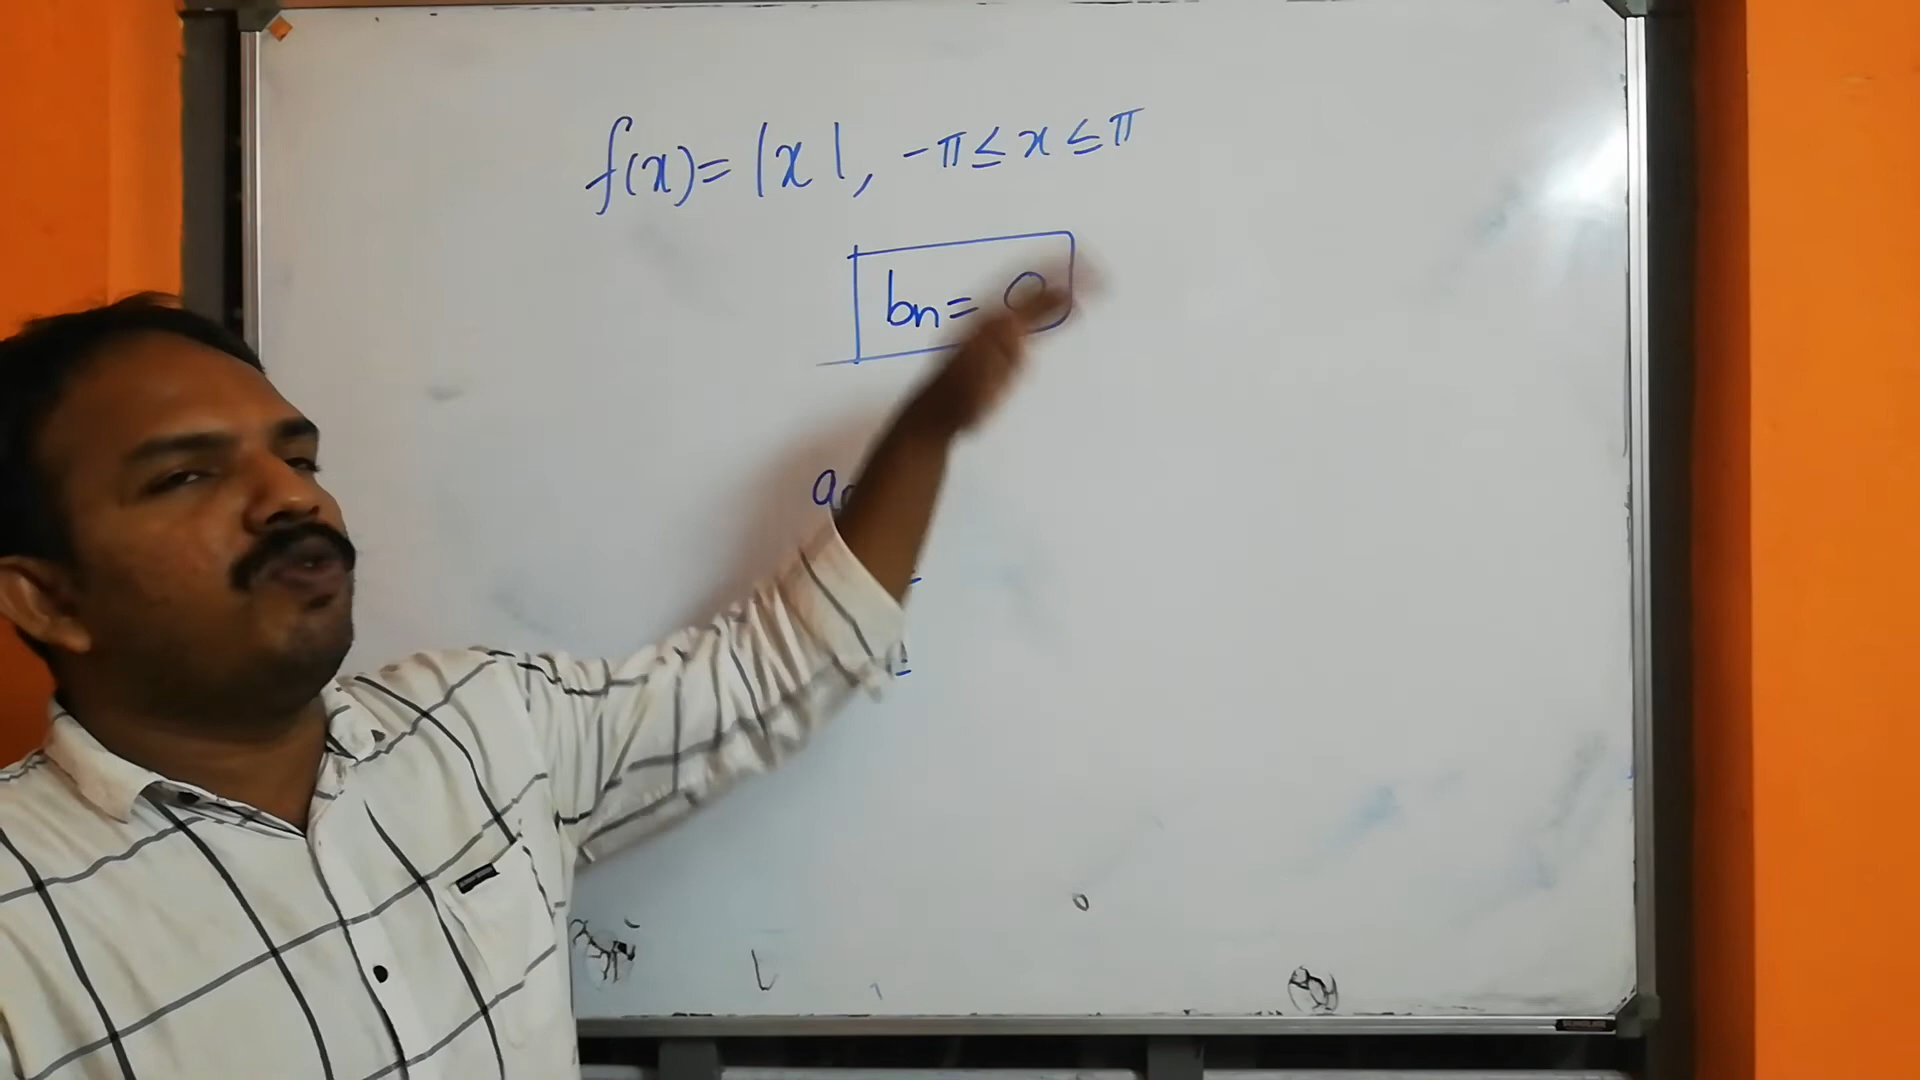 f(x) = |x|, -π ≤ x ≤ π
bn = 0
a